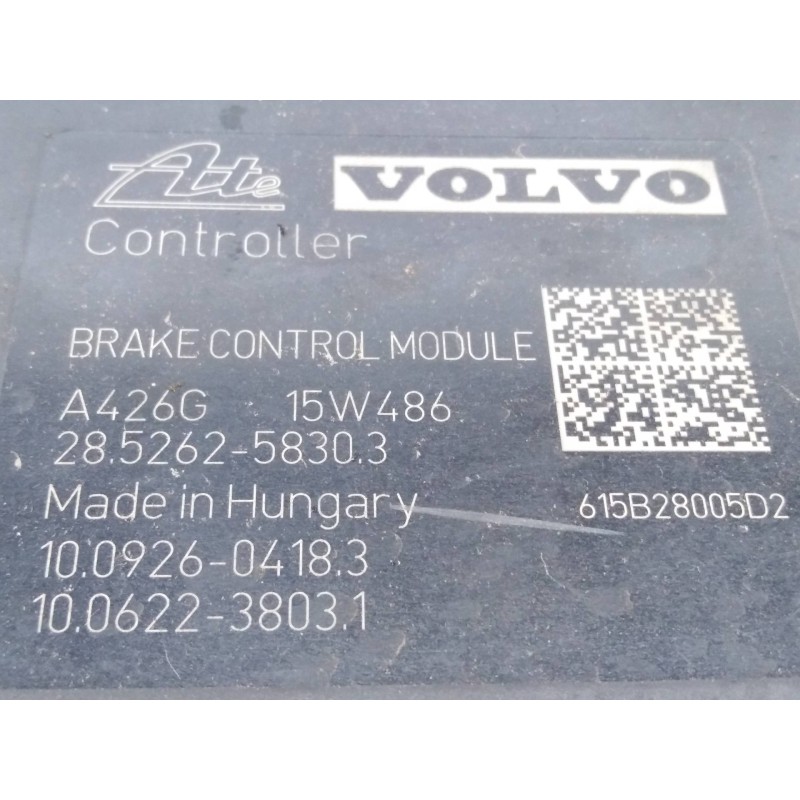 Ate VOLVO
Controller
BRAKE CONTROL MODULE
A426G 15W486
28.5262-5830.3
Made in Hungary 615B28005D2
10.0926-0418.3
10.0622-3803.1